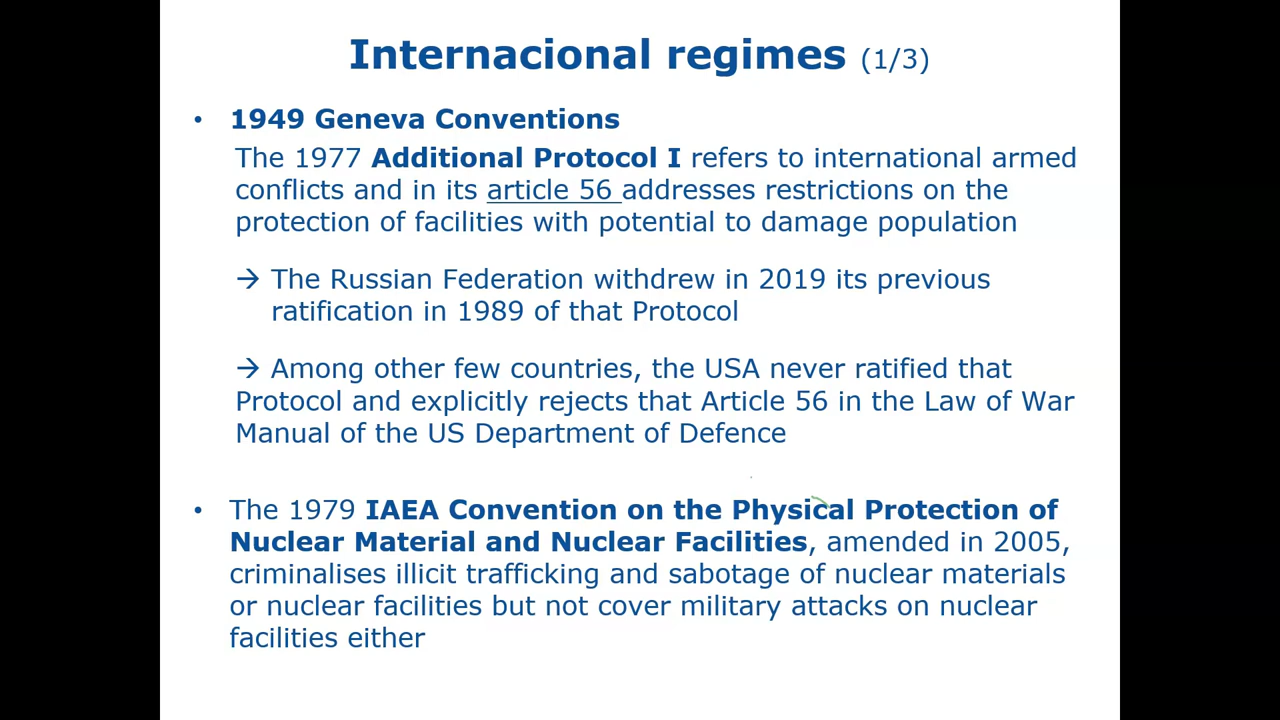 Internacional regimes (1/3)
• 1949 Geneva Conventions
The 1977 Additional Protocol I refers to international armed
conflicts and in its article 56 addresses restrictions on the
protection of facilities with potential to damage population
→ The Russian Federation withdrew in 2019 its previous
ratification in 1989 of that Protocol
→ Among other few countries, the USA never ratified that
Protocol and explicitly rejects that Article 56 in the Law of War
Manual of the US Department of Defence
• The 1979 IAEA Convention on the Physical Protection of
Nuclear Material and Nuclear Facilities, amended in 2005,
criminalises illicit trafficking and sabotage of nuclear materials
or nuclear facilities but not cover military attacks on nuclear
facilities either